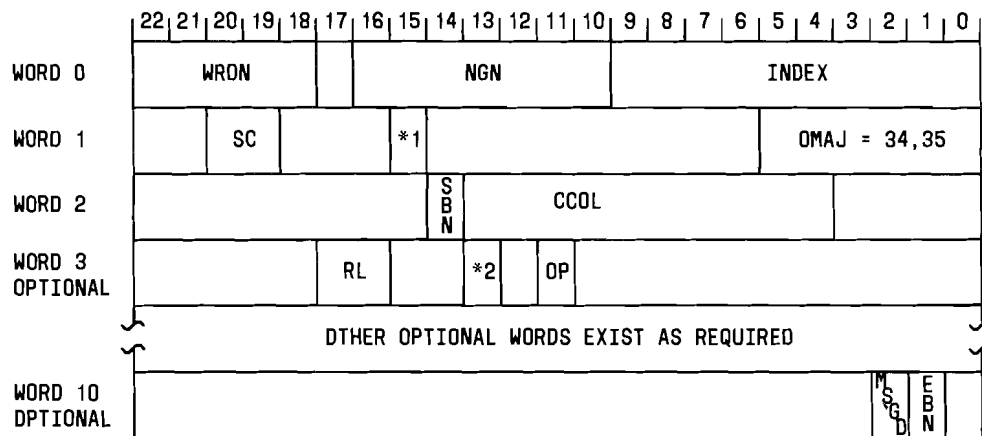 22 21 20 19 18 17 16 15 14 13 12 11 10 9 8 7 6 5 4 3 2 1 0
WORD 0 WRDN NGN INDEX
WORD 1 SC *1 OMAJ = 34,35
WORD 2 SBN CCOL
WORD 3 OPTIONAL RL *2 OP
DTHER OPTIONAL WORDS EXIST AS REQUIRED
WORD 10 DPTIONAL MSGD EBN